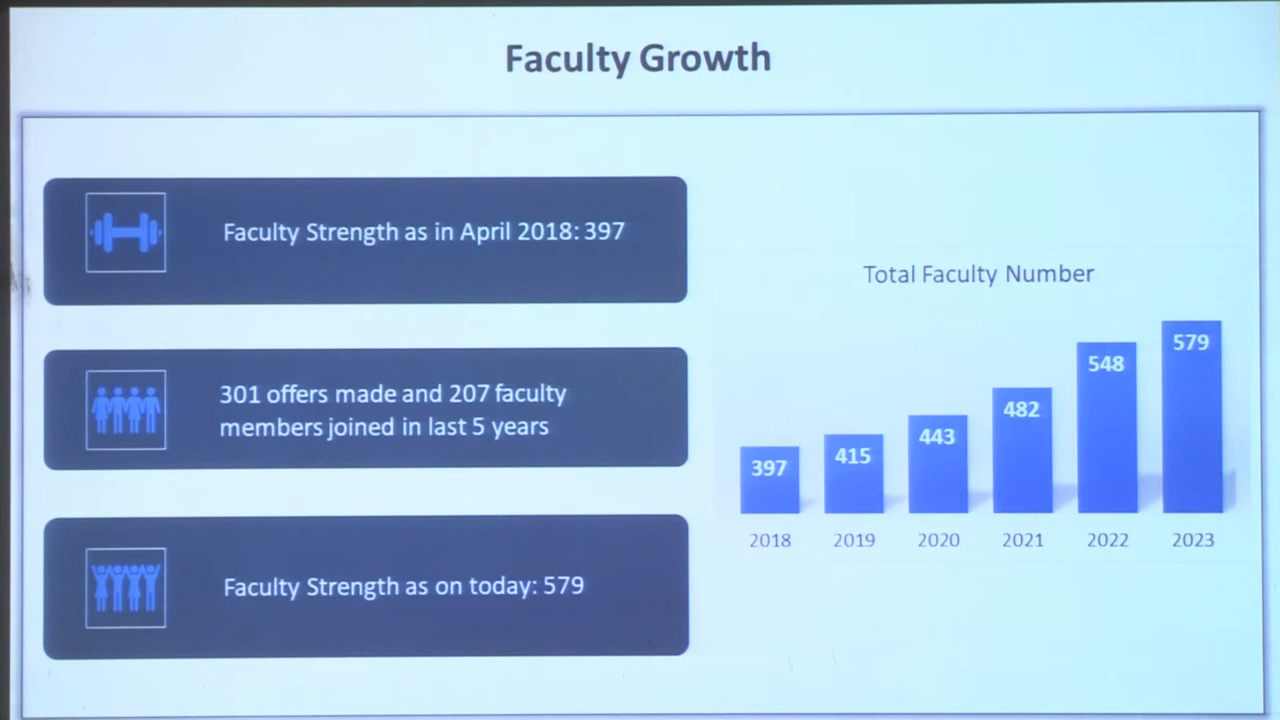 Faculty Growth
Faculty Strength as in April 2018: 397
301 offers made and 207 faculty
members joined in last 5 years
Faculty Strength as on today: 579
Total Faculty Number
397
415
443
482
548
579
2018
2019
2020
2021
2022
2023